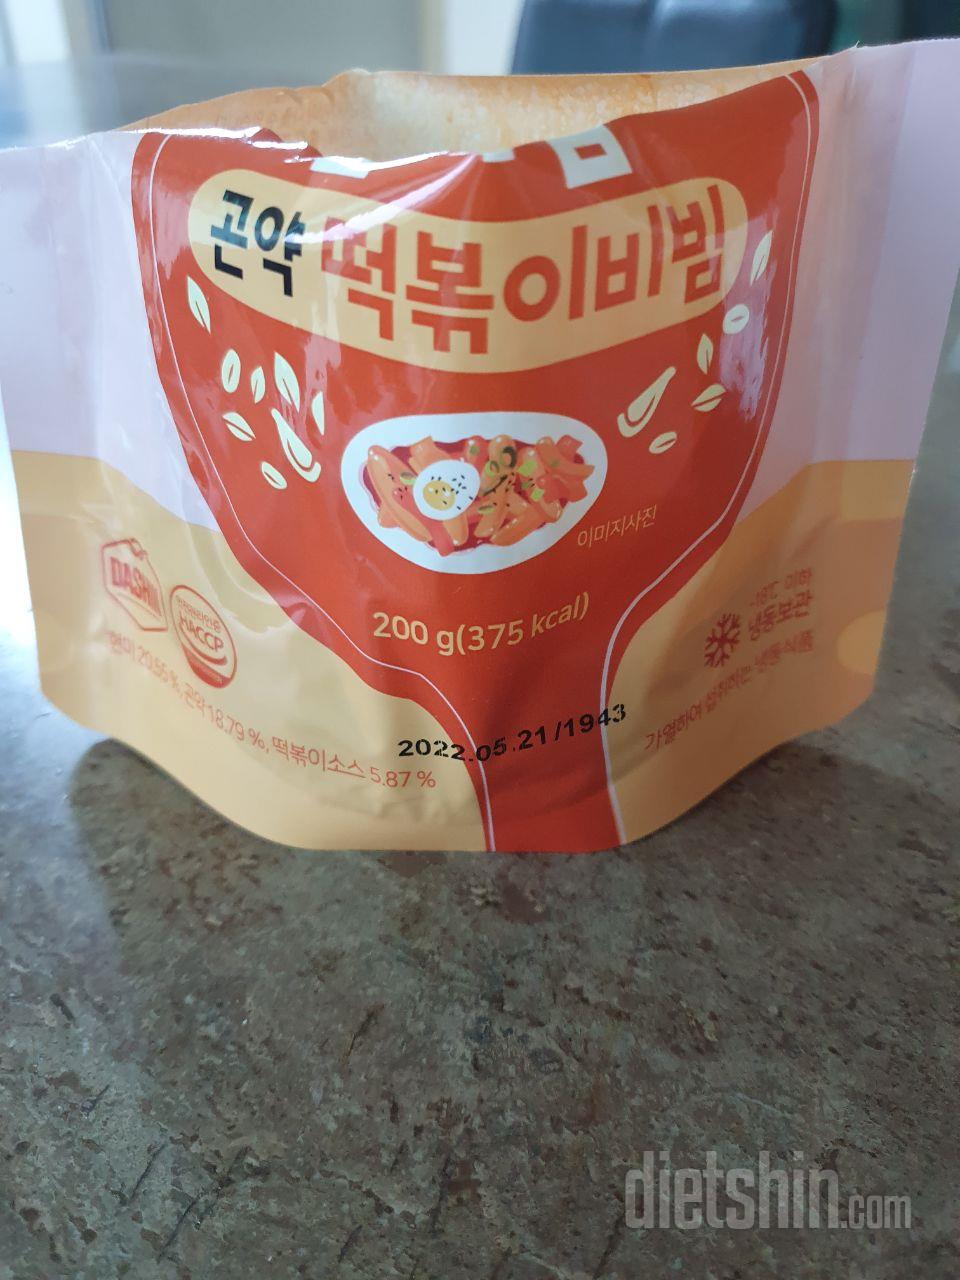 곤약 떡볶이비빔
이미지사진
200 g(375 kcal)
DASHIN
HACCP
-18℃ 이하
냉동보관
가열하여 섭취하는 냉동식품
현미 20.55%, 곤약 18.79 %, 떡볶이소스 5.87 %
2022.05.21/1943
dietshin.com